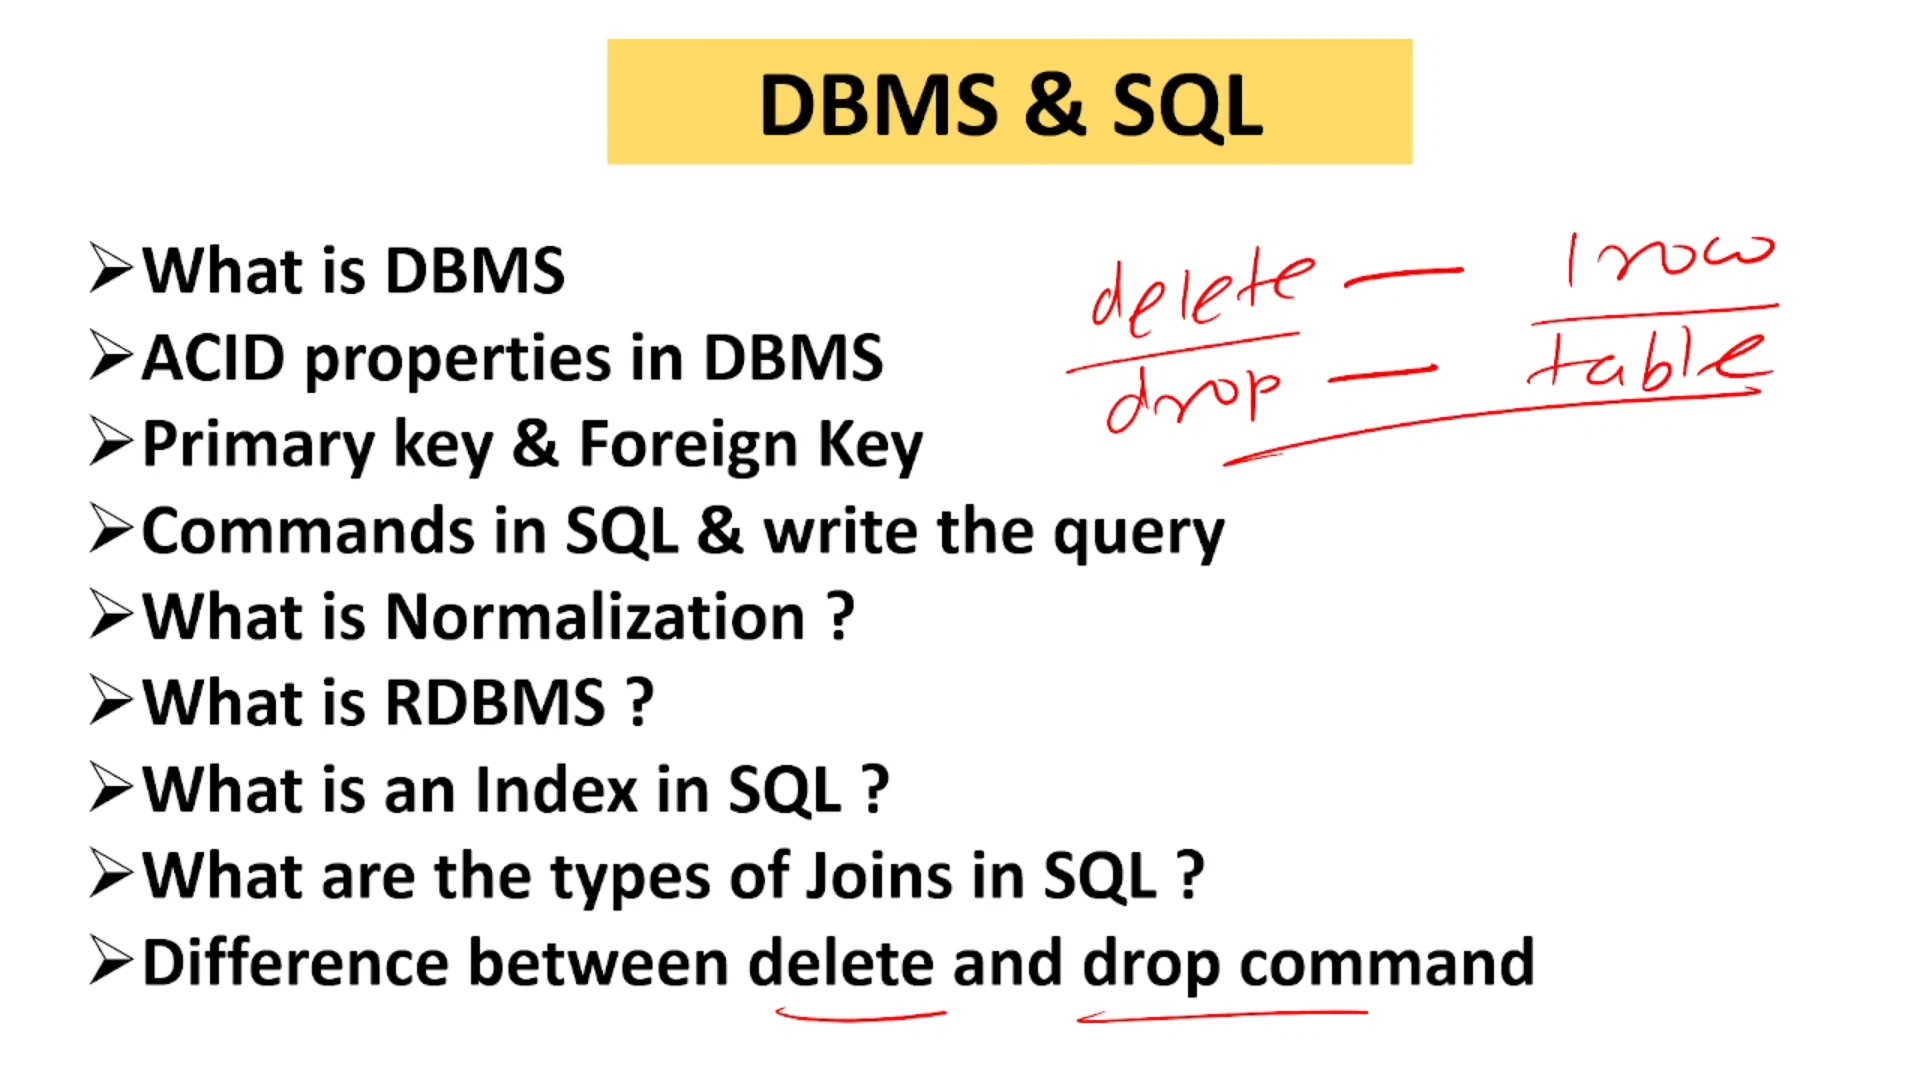 DBMS & SQL
➢What is DBMS
➢ACID properties in DBMS
➢Primary key & Foreign Key
➢Commands in SQL & write the query
➢What is Normalization ?
➢What is RDBMS ?
➢What is an Index in SQL ?
➢What are the types of Joins in SQL ?
➢Difference between delete and drop command
delete — 1 row
drop — table